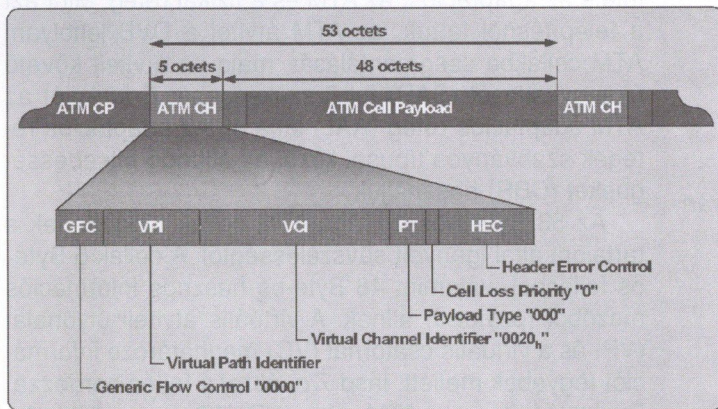 53 octets
5 octets 48 octets
ATM CP ATM CH ATM Cell Payload ATM CH
GFC VPI VCI PT HEC
Header Error Control
Cell Loss Priority "0"
Payload Type "000"
Virtual Channel Identifier "0020h"
Virtual Path Identifier
Generic Flow Control "0000"